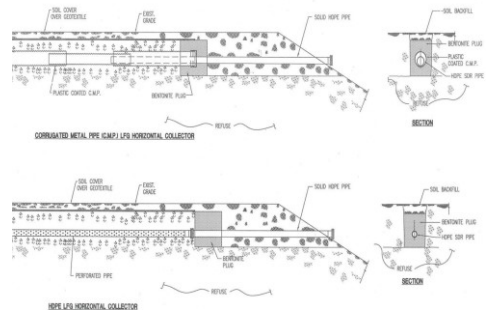 SOIL COVER
OVER GEOTEXTILE
EXIST.
GRADE
SOLID HDPE PIPE
PLASTIC COATED C.M.P.
BENTONITE PLUG
REFUSE
CORRUGATED METAL PIPE (C.M.P.) LFG HORIZONTAL COLLECTOR
SOIL BACKFILL
BENTONITE PLUG
PLASTIC
COATED C.M.P.
HDPE SDR PIPE
REFUSE
SECTION
SOIL COVER
OVER GEOTEXTILE
EXIST.
GRADE
SOLID HDPE PIPE
PERFORATED PIPE
BENTONITE
PLUG
REFUSE
HDPE LFG HORIZONTAL COLLECTOR
SOIL BACKFILL
BENTONITE PLUG
HDPE SDR PIPE
REFUSE
SECTION